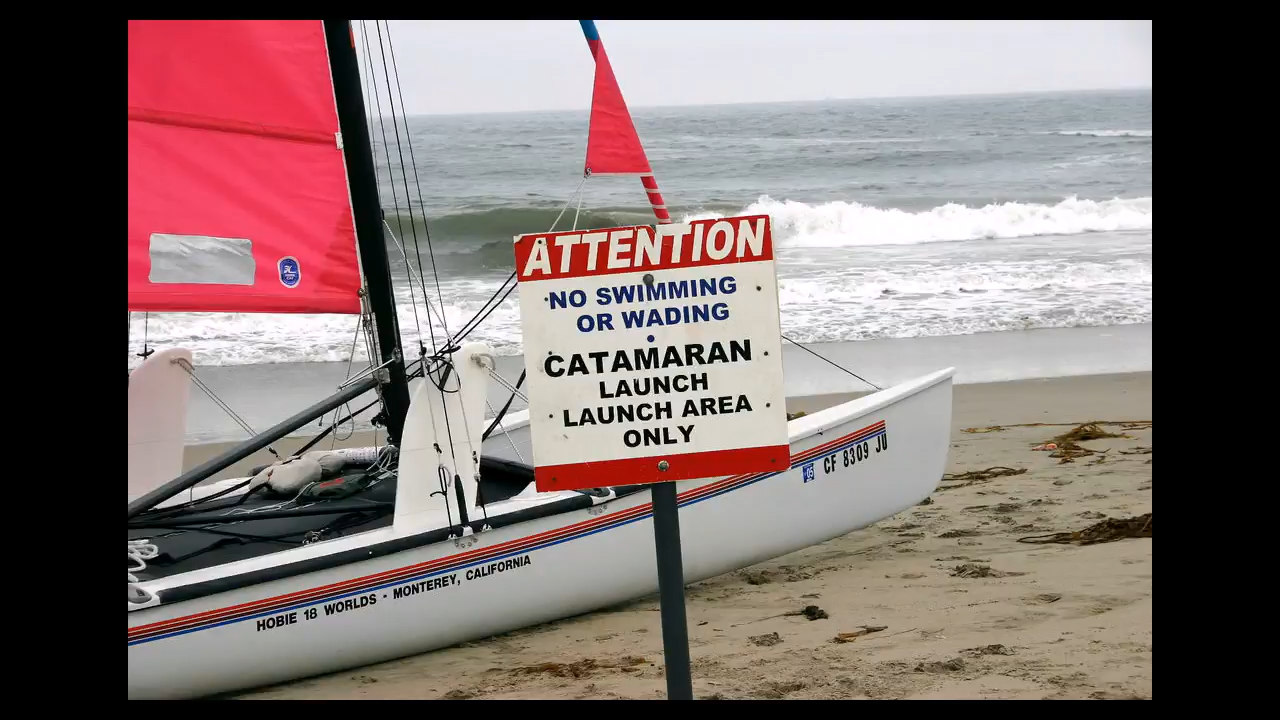 ATTENTION
NO SWIMMING
OR WADING
CATAMARAN
LAUNCH
LAUNCH AREA
ONLY
CF 8309 JU
HOBIE 18 WORLDS - MONTEREY, CALIFORNIA